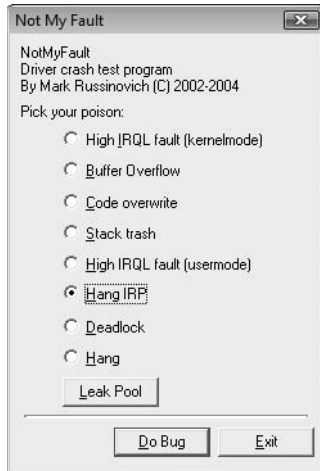 Not My Fault
NotMyFault
Driver crash test program
By Mark Russinovich (C) 2002-2004
Pick your poison:
High IRQL fault (kernelmode)
Buffer Overflow
Code overwrite
Stack trash
High IRQL fault (usermode)
Hang IRP
Deadlock
Hang
Leak Pool
Do Bug
Exit